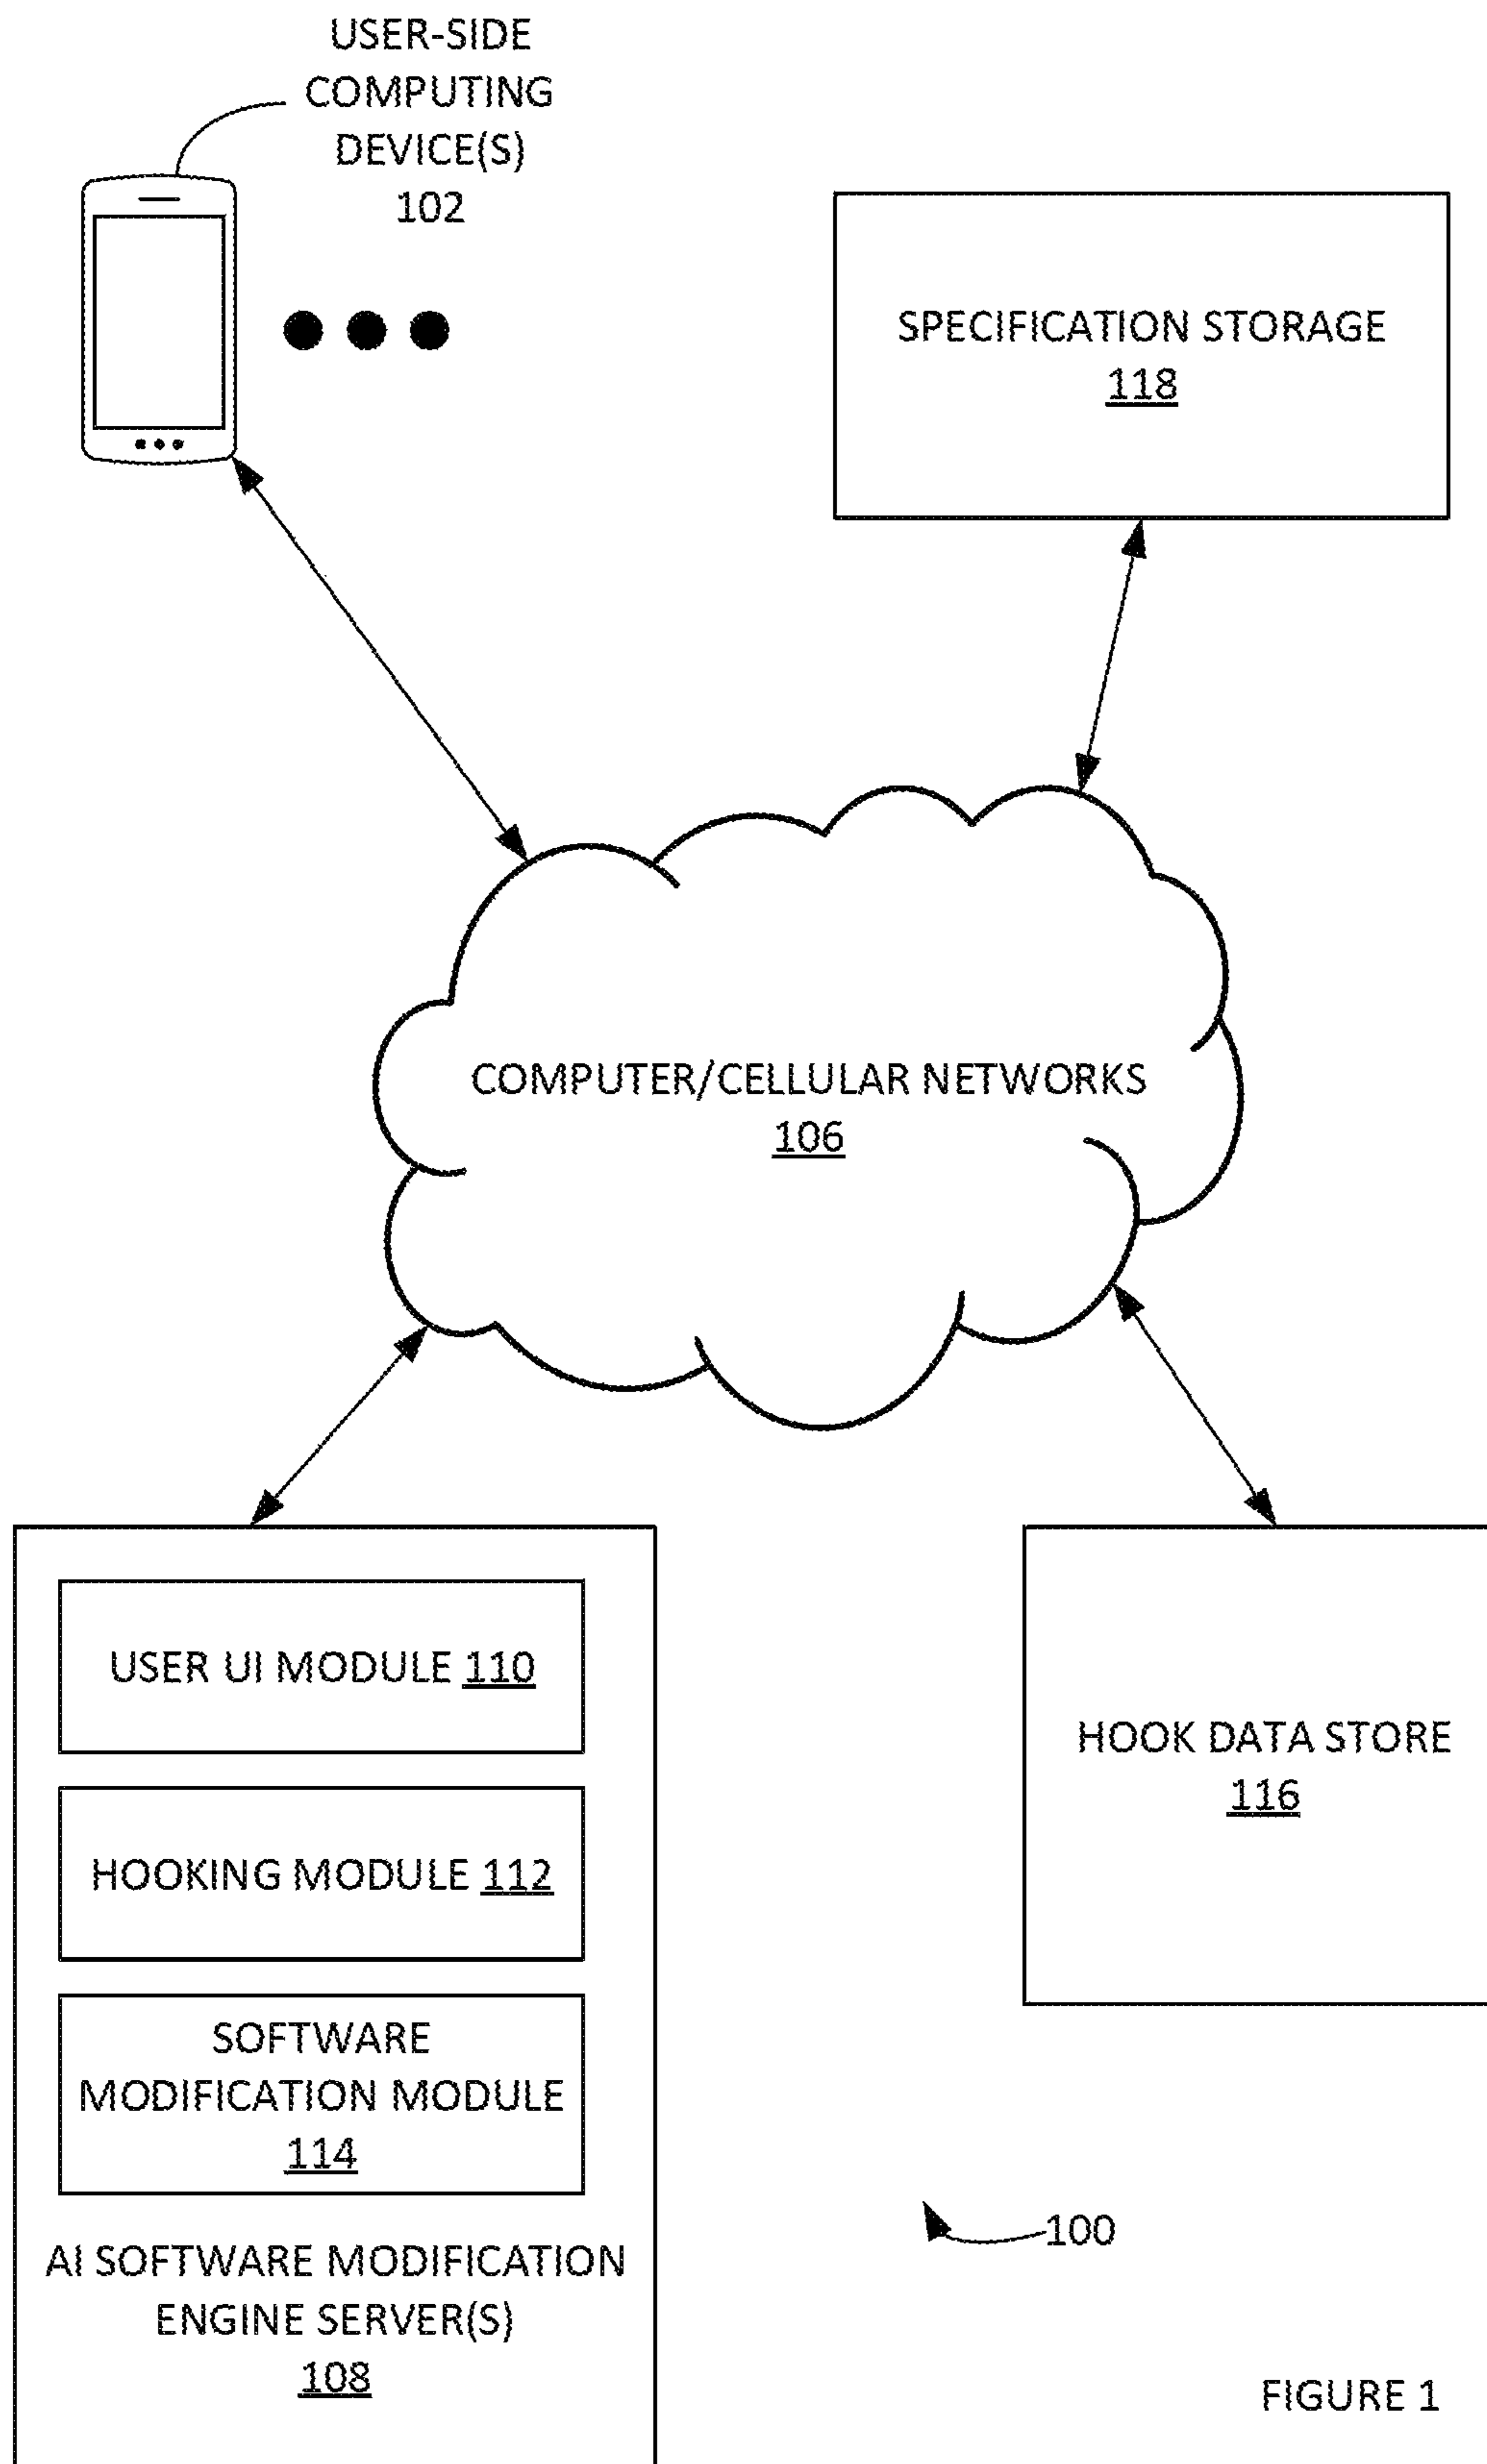 USER-SIDE
COMPUTING
DEVICE(S)
102
SPECIFICATION STORAGE
118
COMPUTER/CELLULAR NETWORKS
106
USER UI MODULE 110
HOOKING MODULE 112
SOFTWARE
MODIFICATION MODULE
114
AI SOFTWARE MODIFICATION
ENGINE SERVER(S)
108
HOOK DATA STORE
116
100
FIGURE 1